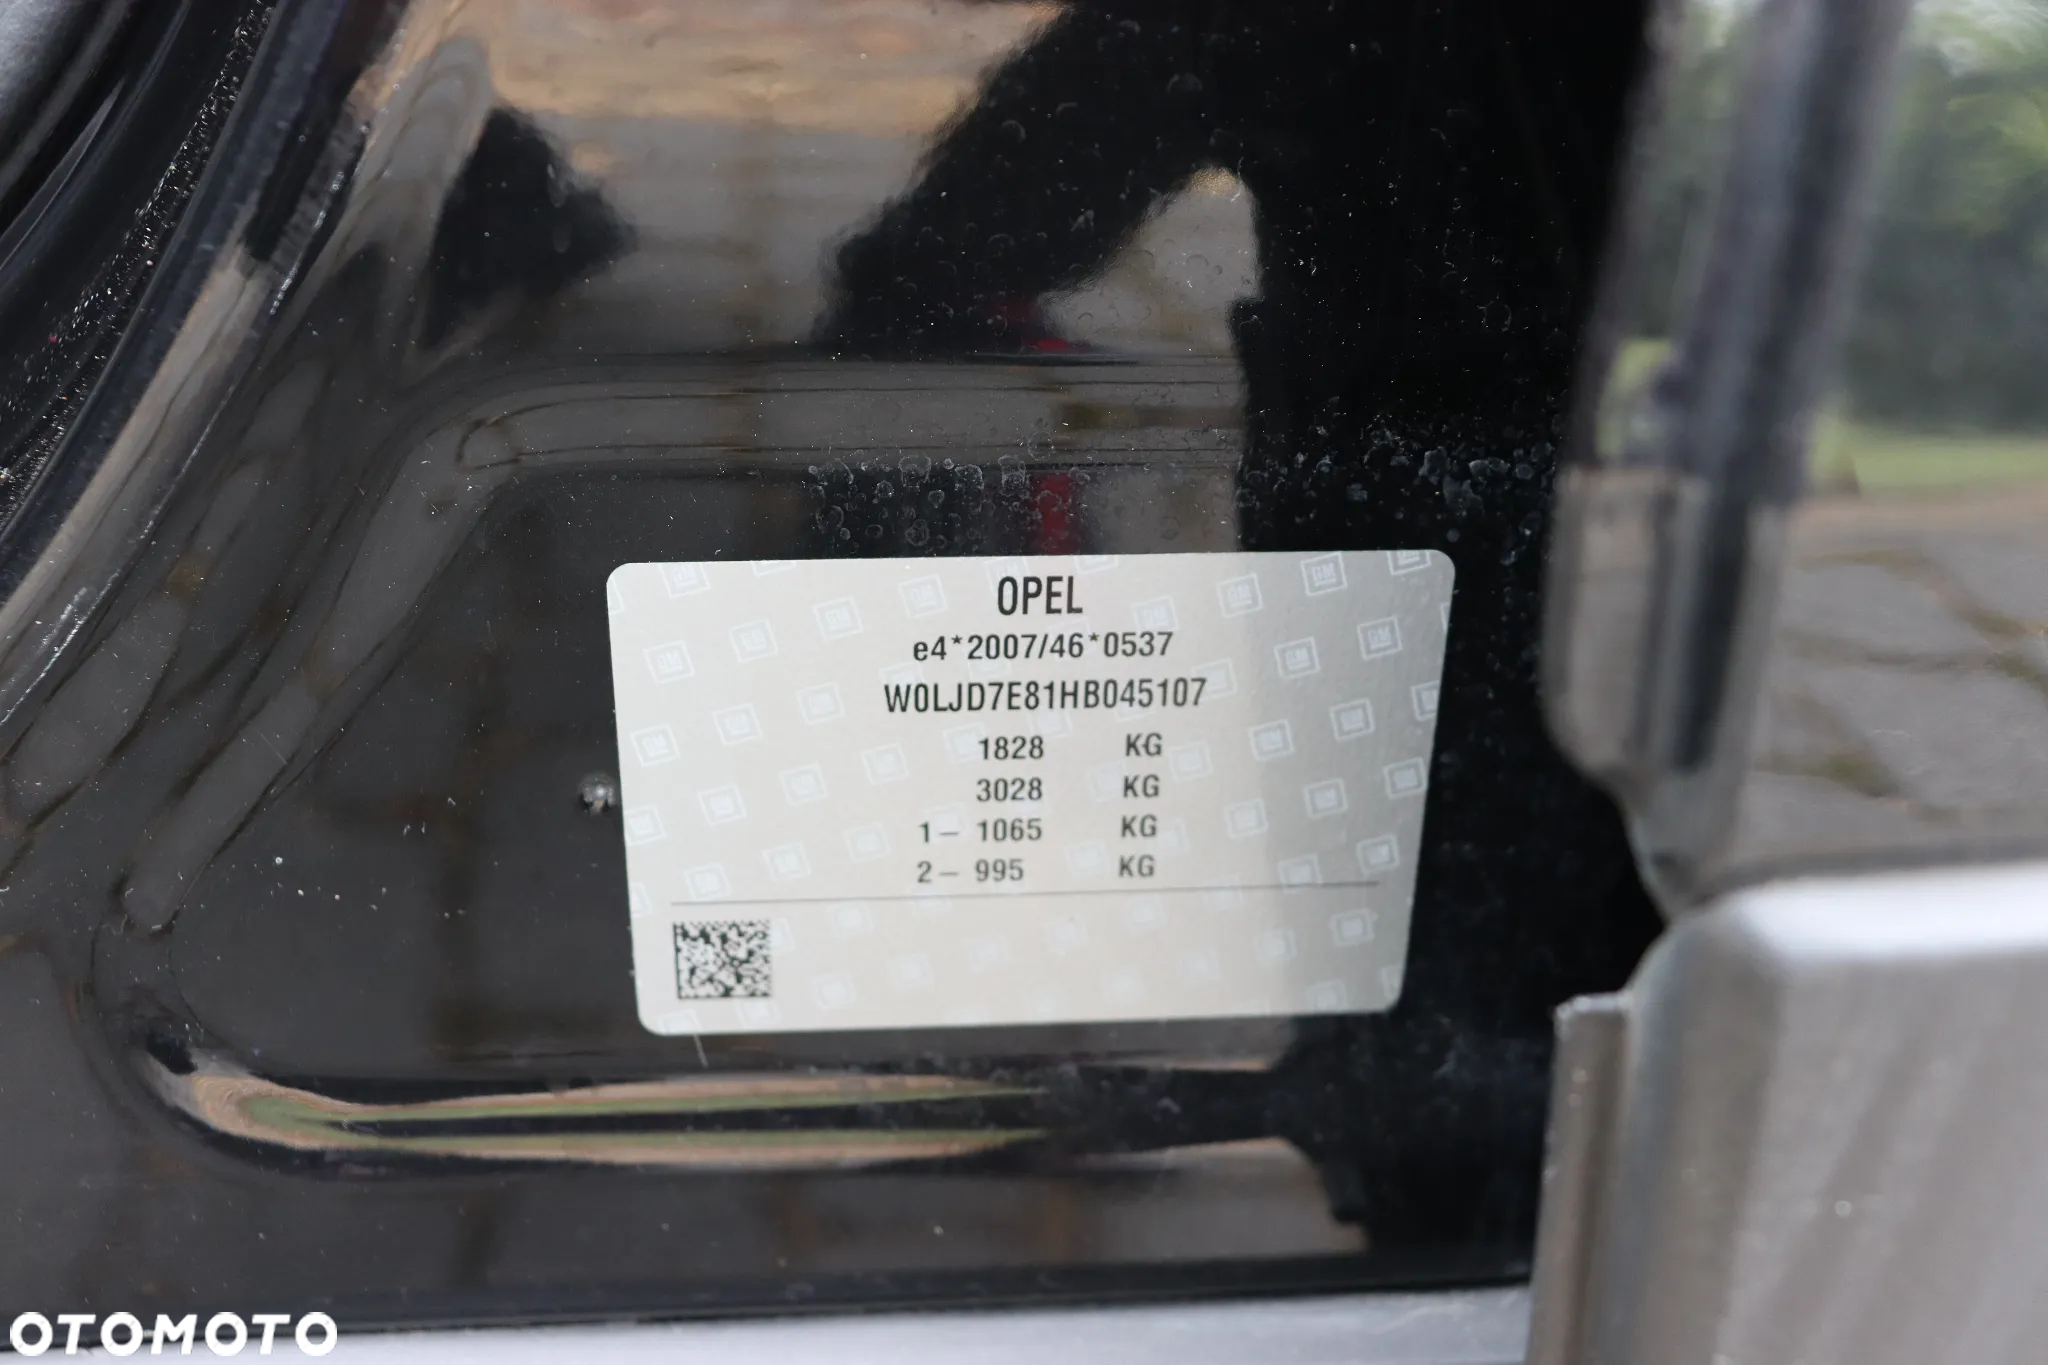 OPEL
e4*2007/46*0537
W0LJD7E81HB045107
1828 KG
3028 KG
1– 1065 KG
2– 995 KG
OTOMOTO